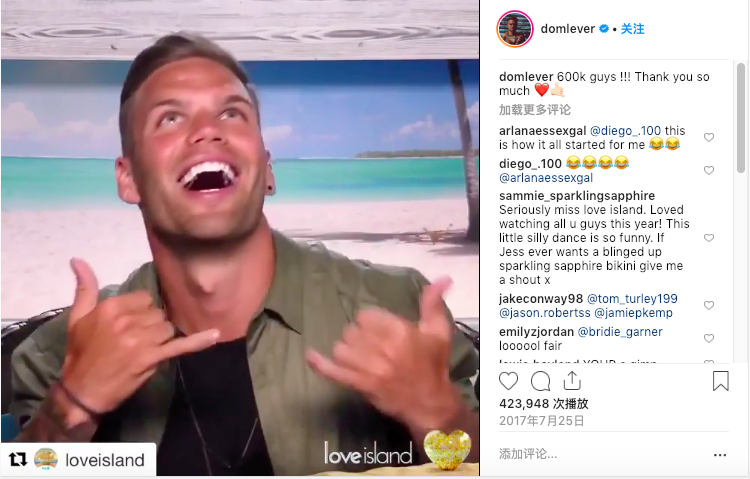 domlever • 关注
domlever 600k guys !!! Thank you so
much ❤️🤙🏻
加载更多评论
arlanaessexgal @diego_.100 this
is how it all started for me 😂😂
diego_.100 😂😂😂😂
@arlanaessexgal
sammie_sparklingsapphire
Seriously miss love island. Loved
watching all u guys this year! This
little silly dance is so funny. If
Jess ever wants a blinged up
sparkling sapphire bikini give me
a shout x
jakeconway98 @tom_turley199
@jason.robertss @jamiepkemp
emilyzjordan @bridie_garner
loooool fair
423,948 次播放
2017年7月25日
添加评论...
loveisland
loveisland